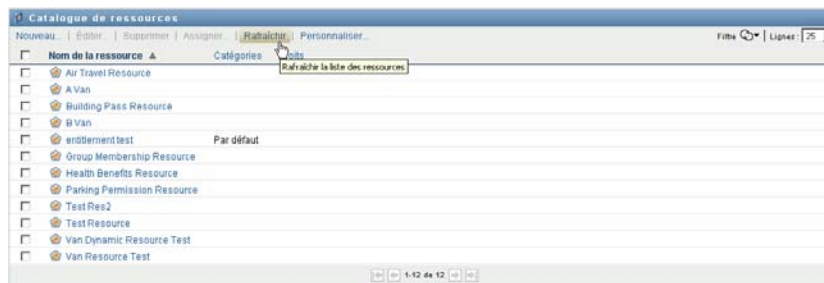 Catalogue de ressources
Nouveau... | Éditer... | Supprimer | Assigner... | Rafraîchir | Personnaliser... Filtre | Lignes : 25
Nom de la ressource Catégories Droits
Rafraîchir la liste des ressources
Air Travel Resource
A Van
Building Pass Resource
B Van
entitlement test Par défaut
Group Membership Resource
Health Benefits Resource
Parking Permission Resource
Test Res2
Test Resource
Van Dynamic Resource Test
Van Resource Test
1-12 de 12